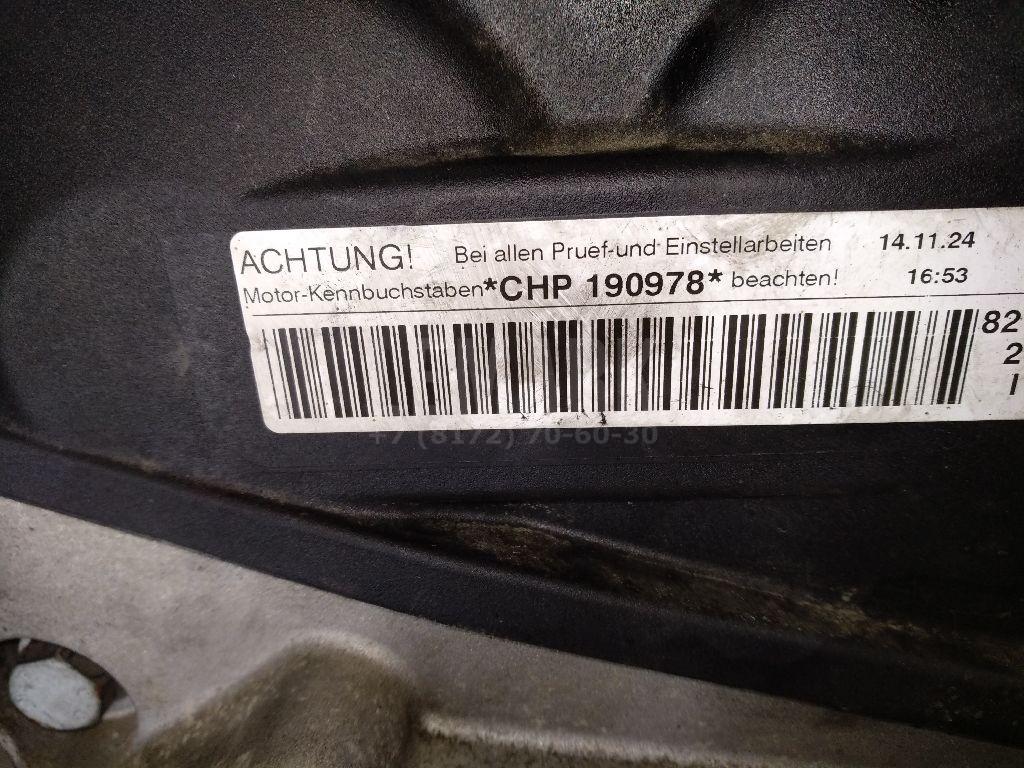 ACHTUNG! Bei allen Pruef-und Einstellarbeiten 14.11.24
Motor-Kennbuchstaben*CHP 190978* beachten! 16:53
82
2
I
+7 (8172) 70-60-30